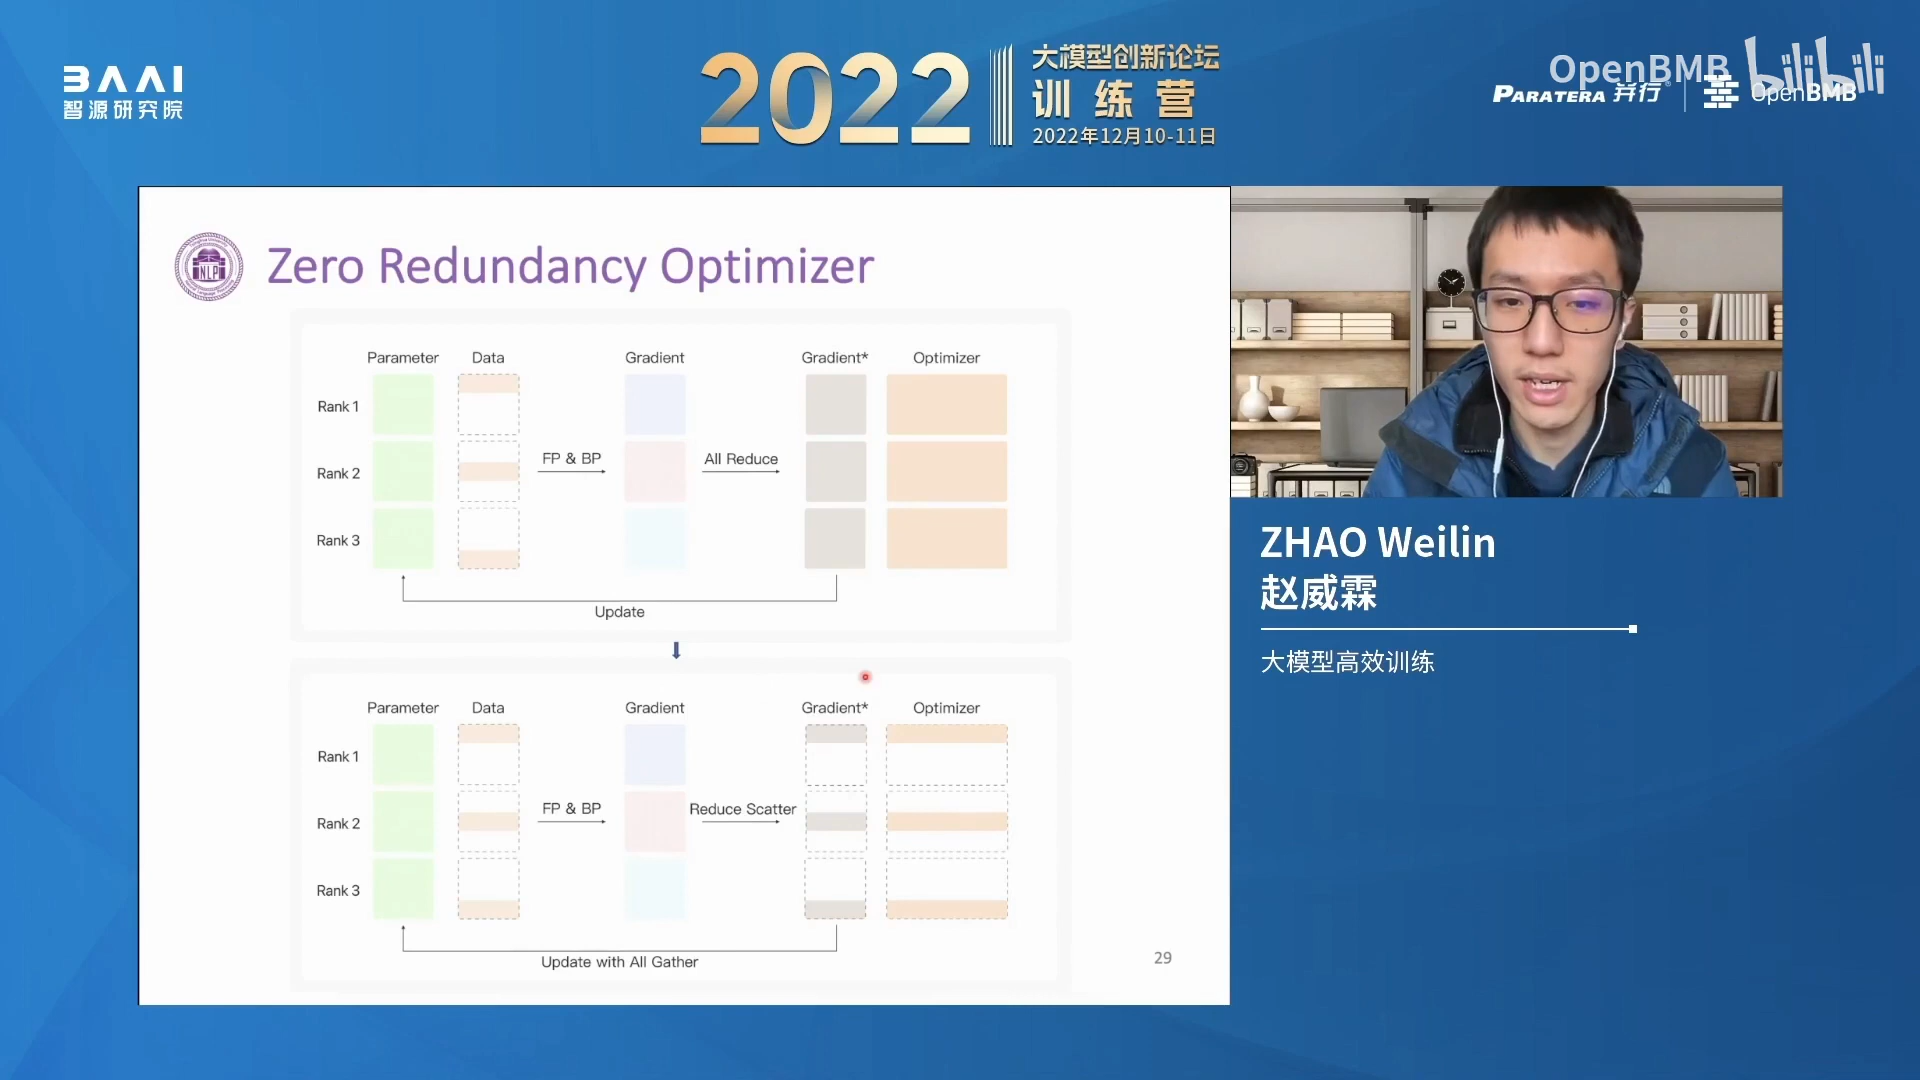 BAAI
智源研究院
2022
大模型创新论坛
训练营
2022年12月10-11日
OpenBMB
bilibili
PARATERA 并行®
OpenBMB
NLP
Zero Redundancy Optimizer
Parameter Data Gradient Gradient* Optimizer
Rank 1
Rank 2
Rank 3
FP & BP
All Reduce
Update
Parameter Data Gradient Gradient* Optimizer
Rank 1
Rank 2
Rank 3
FP & BP
Reduce Scatter
Update with All Gather
29
ZHAO Weilin
赵威霖
大模型高效训练